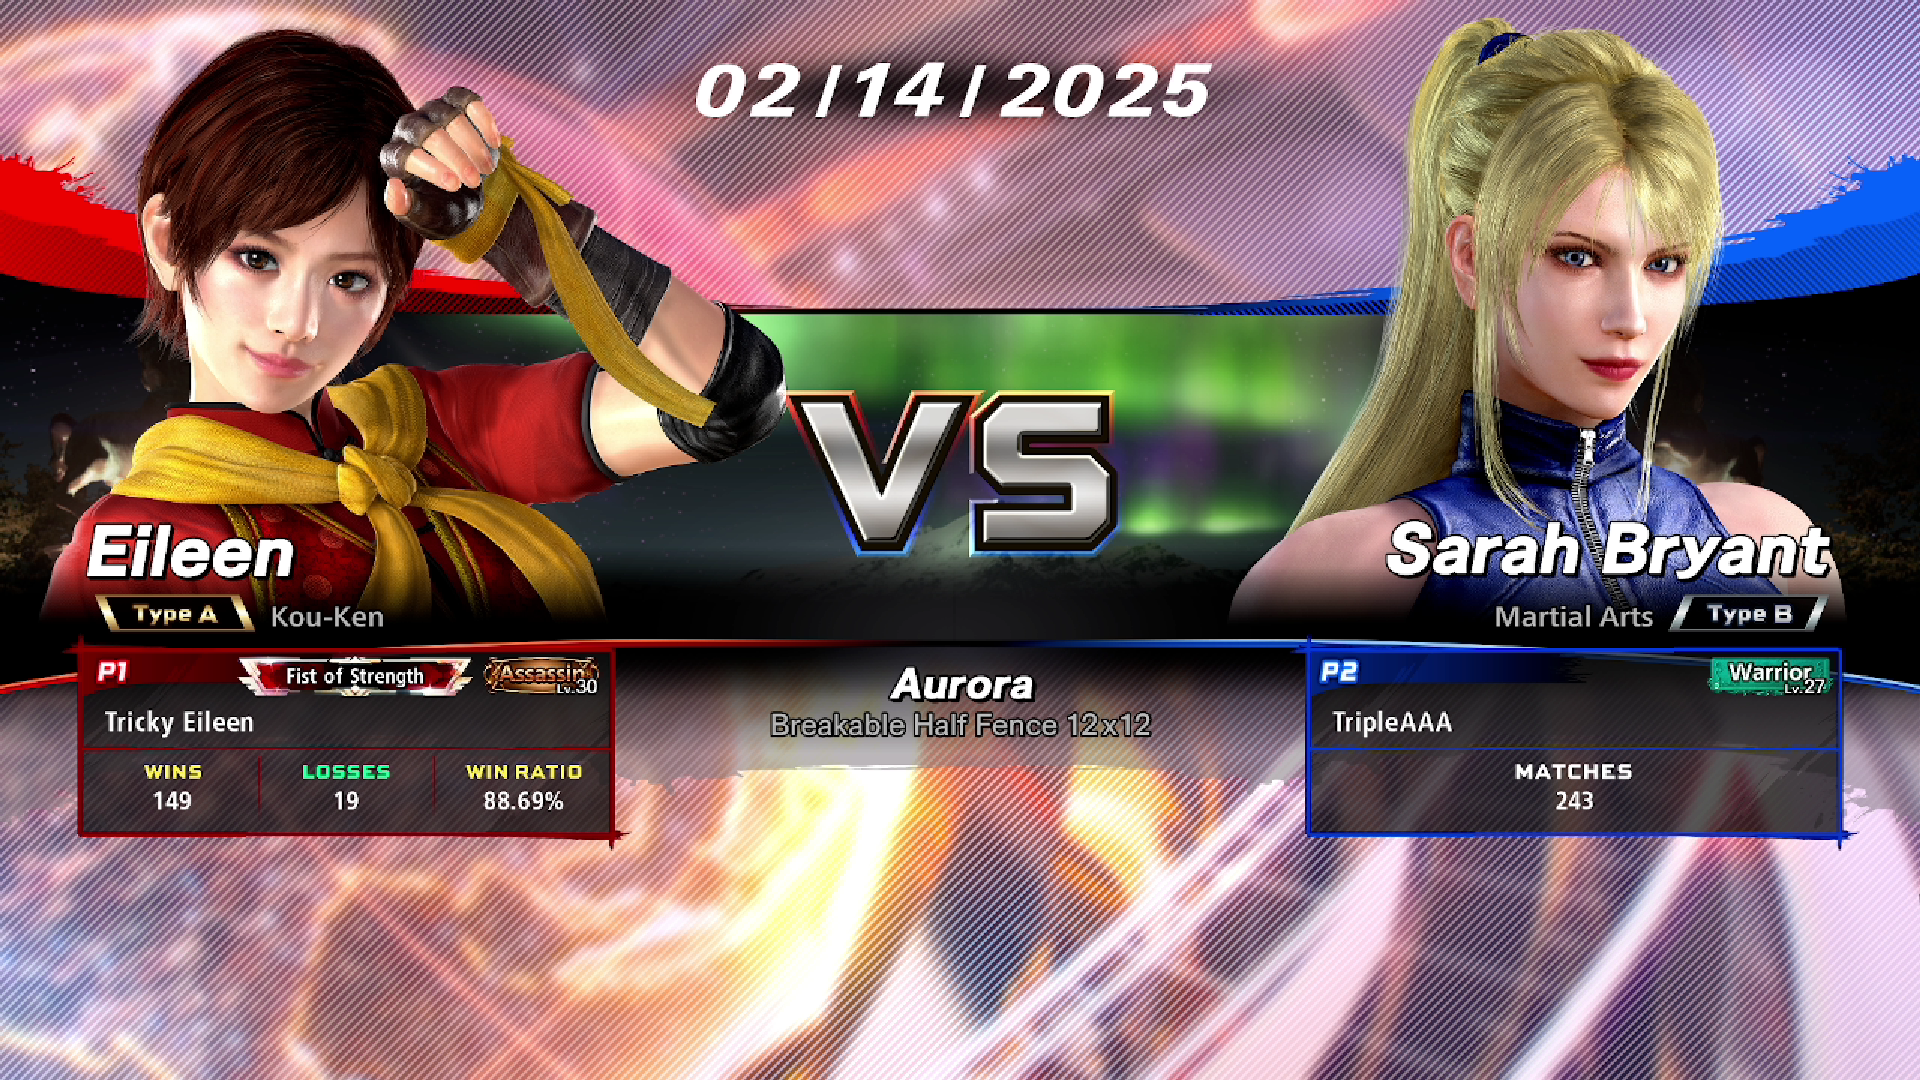 02/14/2025
VS
Eileen
Type A Kou-Ken
Sarah Bryant
Martial Arts Type B
P1 Fist of Strength Assassin Lv.30
Tricky Eileen
WINS LOSSES WIN RATIO
149 19 88.69%
Aurora
Breakable Half Fence 12x12
P2 Warrior Lv.27
TripleAAA
MATCHES
243